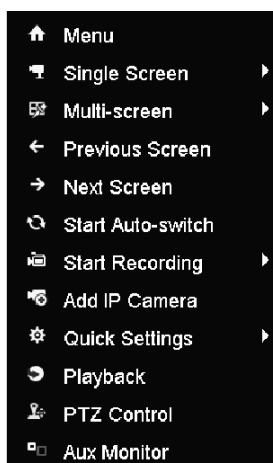 Menu
Single Screen
Multi-screen
Previous Screen
Next Screen
Start Auto-switch
Start Recording
Add IP Camera
Quick Settings
Playback
PTZ Control
Aux Monitor